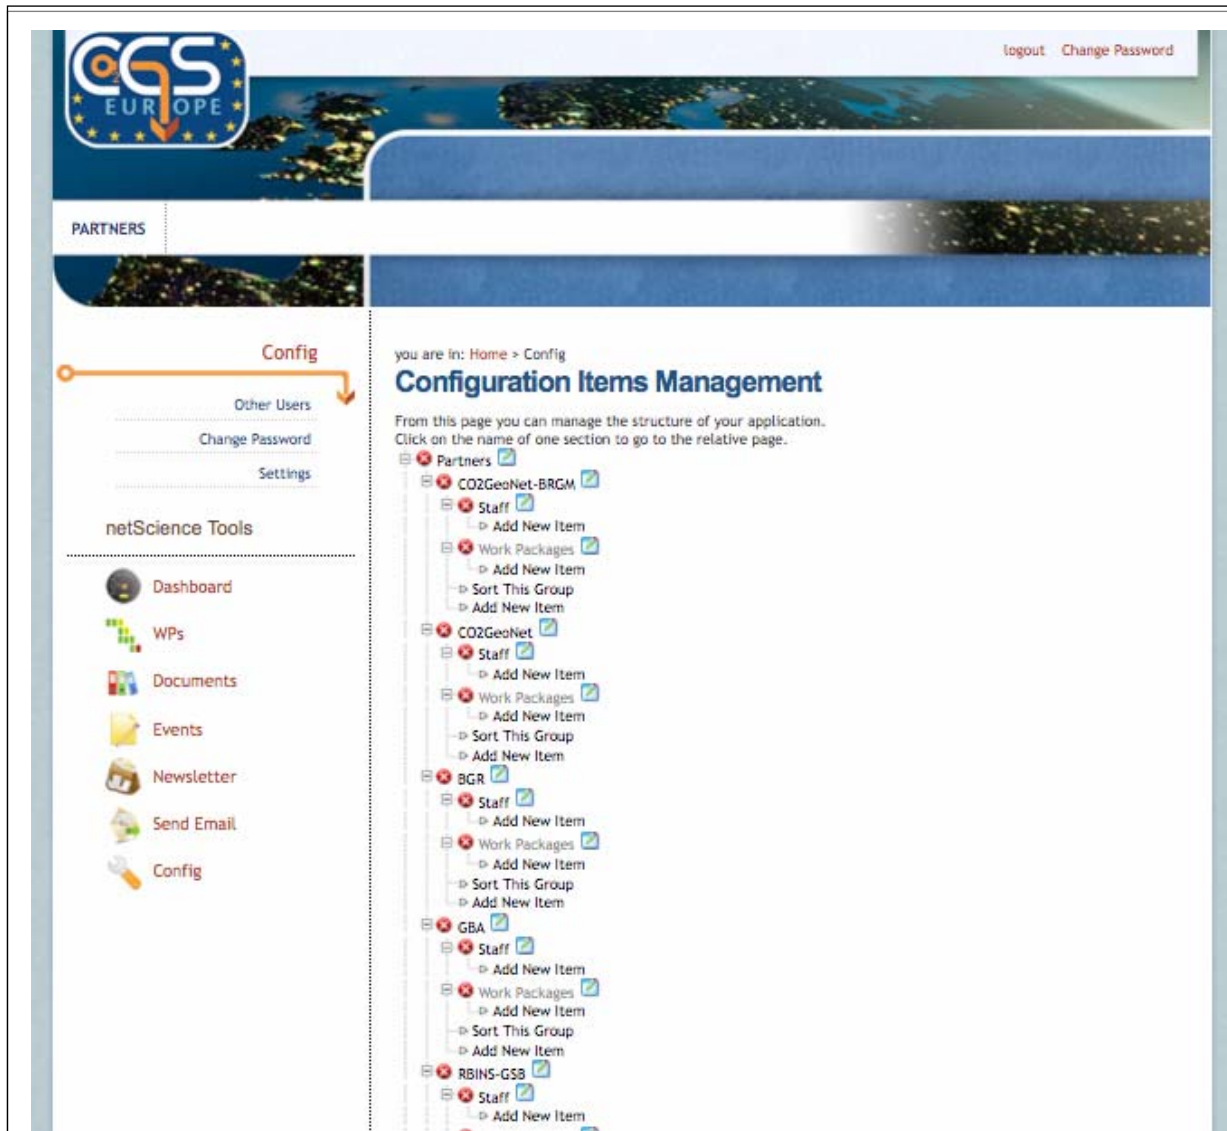 CGS
2
EUROPE
logout Change Password
PARTNERS
Config
Other Users
Change Password
Settings
netScience Tools
Dashboard
WPs
Documents
Events
Newsletter
Send Email
Config
you are in: Home > Config
Configuration Items Management
From this page you can manage the structure of your application.
Click on the name of one section to go to the relative page.
Partners
CO2GeoNet-BRGM
Staff
Add New Item
Work Packages
Add New Item
Sort This Group
Add New Item
CO2GeoNet
Staff
Add New Item
Work Packages
Add New Item
Sort This Group
Add New Item
BGR
Staff
Add New Item
Work Packages
Add New Item
Sort This Group
Add New Item
GBA
Staff
Add New Item
Work Packages
Add New Item
Sort This Group
Add New Item
RBINS-GSB
Staff
Add New Item